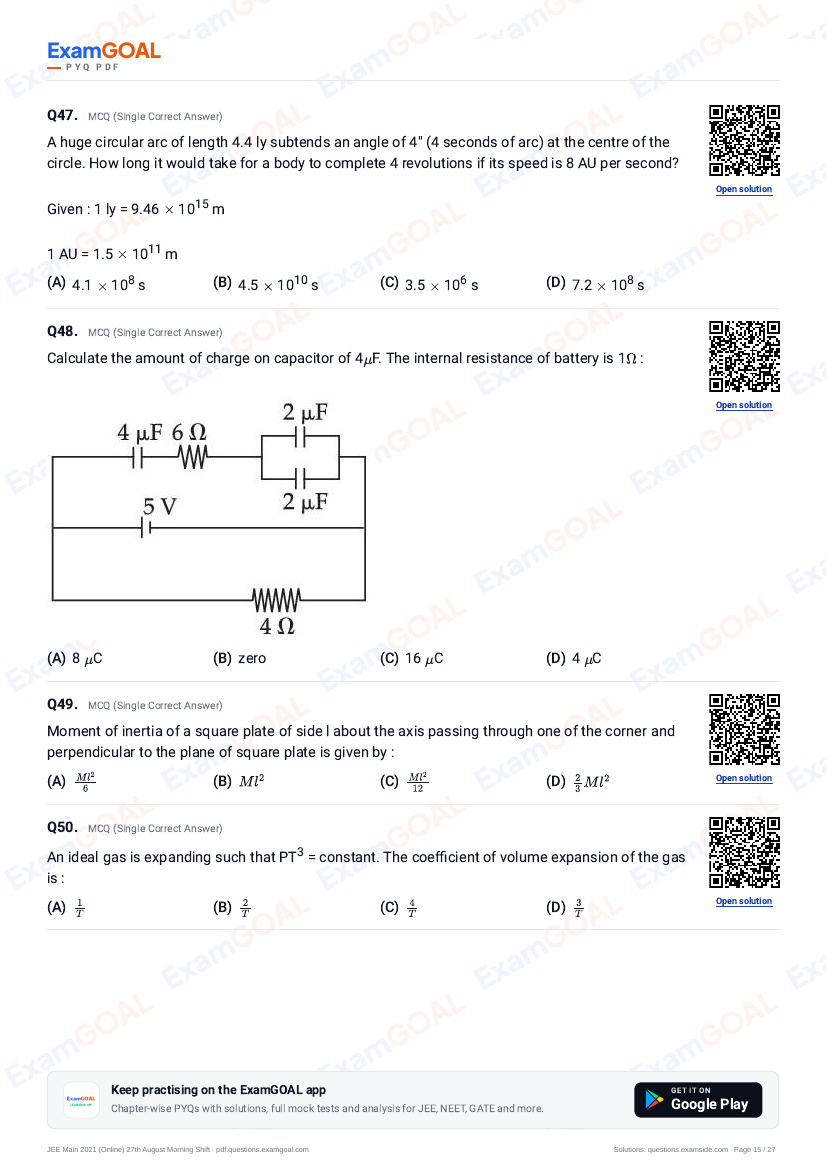 ExamGOAL
PYQ PDF
Q47. MCQ (Single Correct Answer)
A huge circular arc of length 4.4 ly subtends an angle of 4" (4 seconds of arc) at the centre of the
circle. How long it would take for a body to complete 4 revolutions if its speed is 8 AU per second?
Given : 1 ly = 9.46 × 10^15 m
1 AU = 1.5 × 10^11 m
(A) 4.1 × 10^8 s (B) 4.5 × 10^10 s (C) 3.5 × 10^6 s (D) 7.2 × 10^8 s
Open solution
Q48. MCQ (Single Correct Answer)
Calculate the amount of charge on capacitor of 4μF. The internal resistance of battery is 1Ω :
Open solution
2 μF
4 μF 6 Ω
2 μF
5 V
4 Ω
(A) 8 μC (B) zero (C) 16 μC (D) 4 μC
Q49. MCQ (Single Correct Answer)
Moment of inertia of a square plate of side l about the axis passing through one of the corner and
perpendicular to the plane of square plate is given by :
(A) Ml²/6 (B) Ml² (C) Ml²/12 (D) 2/3 Ml²
Open solution
Q50. MCQ (Single Correct Answer)
An ideal gas is expanding such that PT^3 = constant. The coefficient of volume expansion of the gas
is :
(A) 1/T (B) 2/T (C) 4/T (D) 3/T
Open solution
Keep practising on the ExamGOAL app
Chapter-wise PYQs with solutions, full mock tests and analysis for JEE, NEET, GATE and more.
ExamGOAL
GET IT ON
Google Play
JEE Main 2021 (Online) 27th August Morning Shift · pdf.questions.examgoal.com
Solutions: questions.examside.com · Page 15 / 27